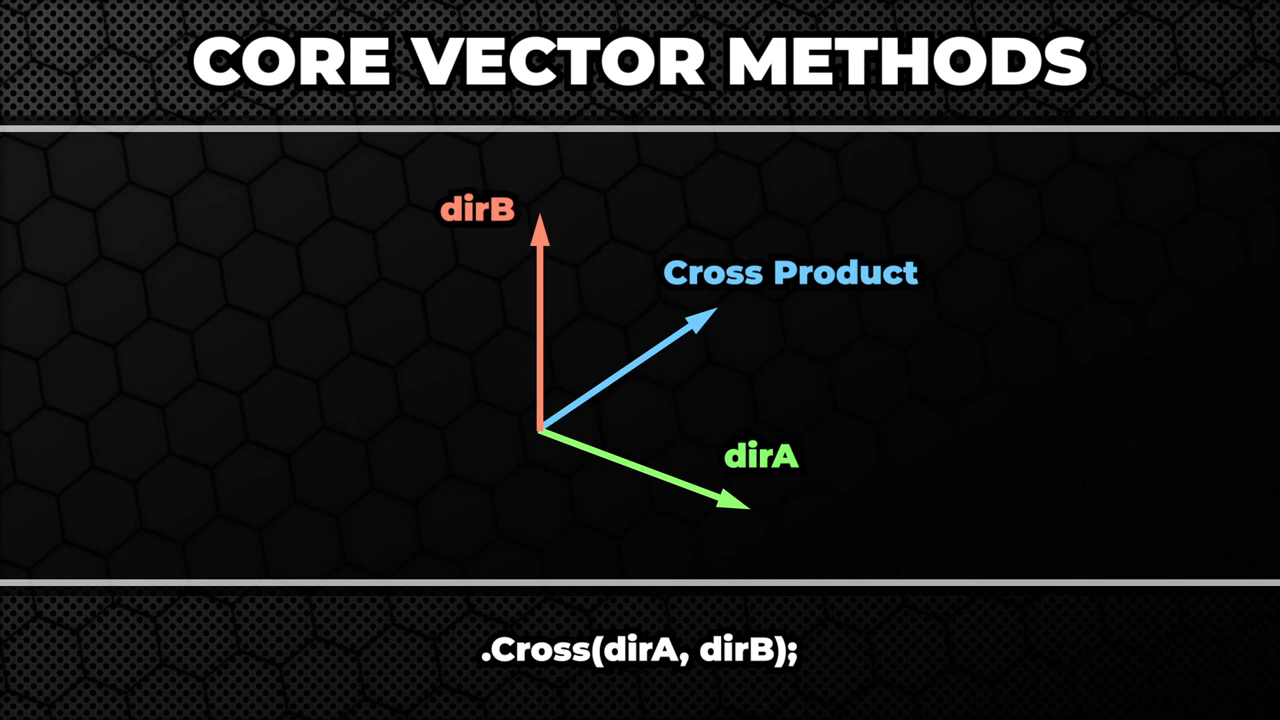 CORE VECTOR METHODS
dirB
Cross Product
dirA
.Cross(dirA, dirB);